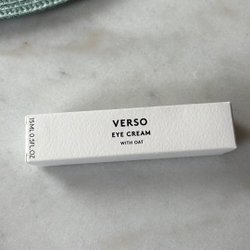 VERSO
EYE CREAM
WITH OAT
15ML 0.5FL.OZ